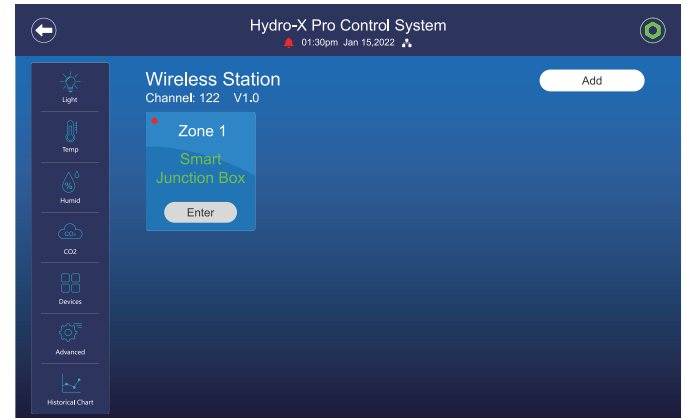 Hydro-X Pro Control System
01:30pm Jan 15,2022
Light
Temp
%
Humid
CO₂
CO2
Devices
Advanced
Historical Chart
Wireless Station
Channel: 122 V1.0
Add
Zone 1
Smart
Junction Box
Enter